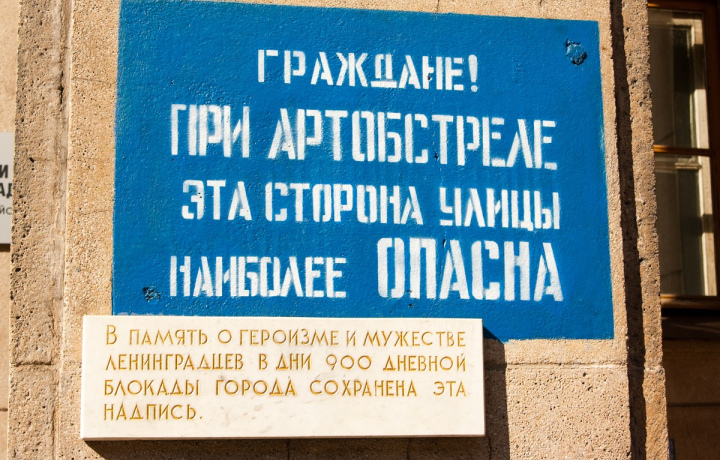 ГРАЖДАНЕ!
ПРИ АРТОБСТРЕЛЕ
ЭТА СТОРОНА УЛИЦЫ
НАИБОЛЕЕ ОПАСНА
В ПАМЯТЬ О ГЕРОИЗМЕ И МУЖЕСТВЕ
ЛЕНИНГРАДЦЕВ В ДНИ 900 ДНЕВНОЙ
БЛОКАДЫ ГОРОДА СОХРАНЕНА ЭТА
НАДПИСЬ.